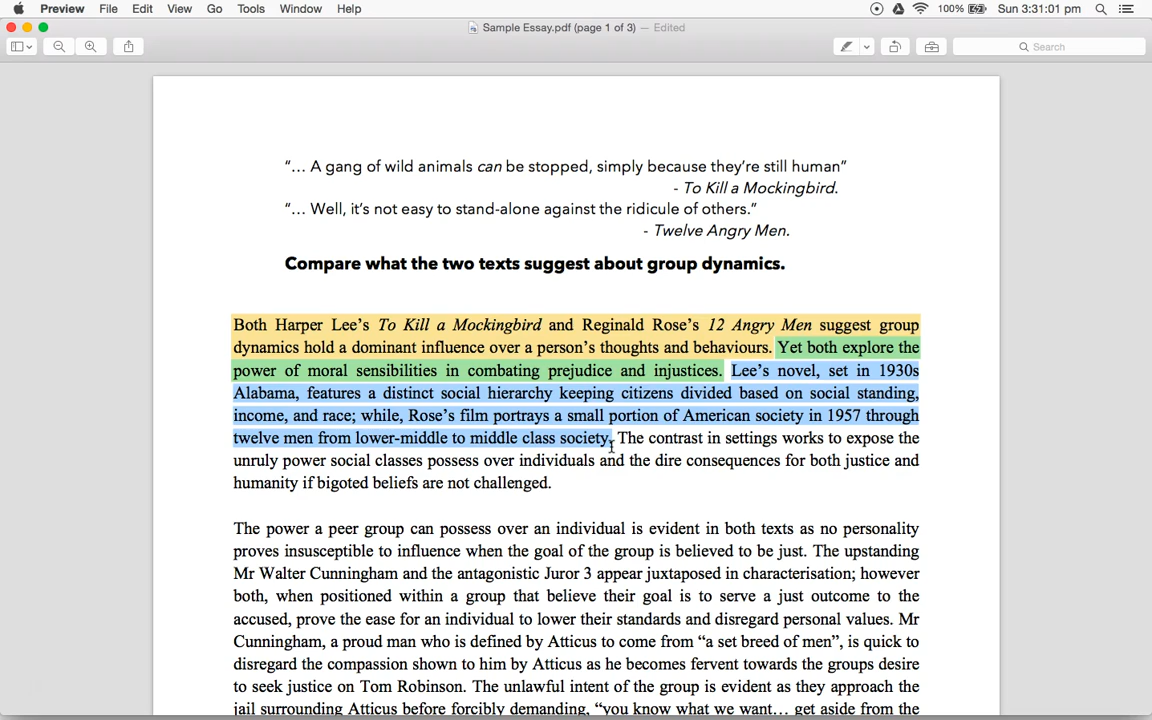 Preview File Edit View Go Tools Window Help 100% Sun 3:31:01 pm
Sample Essay.pdf (page 1 of 3) — Edited
Search
“... A gang of wild animals can be stopped, simply because they’re still human”
- To Kill a Mockingbird.
“... Well, it’s not easy to stand-alone against the ridicule of others.”
- Twelve Angry Men.
Compare what the two texts suggest about group dynamics.
Both Harper Lee’s To Kill a Mockingbird and Reginald Rose’s 12 Angry Men suggest group
dynamics hold a dominant influence over a person’s thoughts and behaviours. Yet both explore the
power of moral sensibilities in combating prejudice and injustices. Lee’s novel, set in 1930s
Alabama, features a distinct social hierarchy keeping citizens divided based on social standing,
income, and race; while, Rose’s film portrays a small portion of American society in 1957 through
twelve men from lower-middle to middle class society. The contrast in settings works to expose the
unruly power social classes possess over individuals and the dire consequences for both justice and
humanity if bigoted beliefs are not challenged.
The power a peer group can possess over an individual is evident in both texts as no personality
proves insusceptible to influence when the goal of the group is believed to be just. The upstanding
Mr Walter Cunningham and the antagonistic Juror 3 appear juxtaposed in characterisation; however
both, when positioned within a group that believe their goal is to serve a just outcome to the
accused, prove the ease for an individual to lower their standards and disregard personal values. Mr
Cunningham, a proud man who is defined by Atticus to come from “a set breed of men”, is quick to
disregard the compassion shown to him by Atticus as he becomes fervent towards the groups desire
to seek justice on Tom Robinson. The unlawful intent of the group is evident as they approach the
jail surrounding Atticus before forcibly demanding, “you know what we want... get aside from the